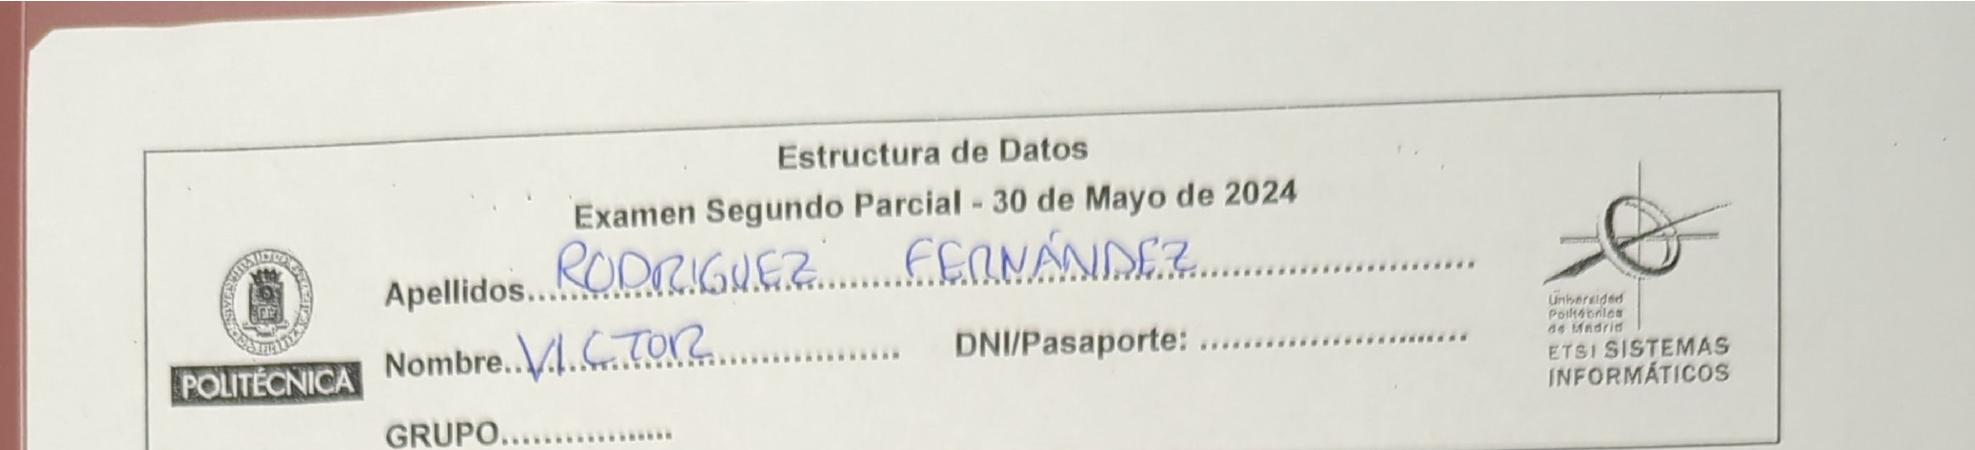 Estructura de Datos
Examen Segundo Parcial - 30 de Mayo de 2024
Apellidos....RODRIGUEZ FERNÁNDEZ..............................
Nombre..VICTOR.................... DNI/Pasaporte: ............................
GRUPO.................
POLITÉCNICA
Universidad
Politécnica
de Madrid
ETSI SISTEMAS
INFORMÁTICOS